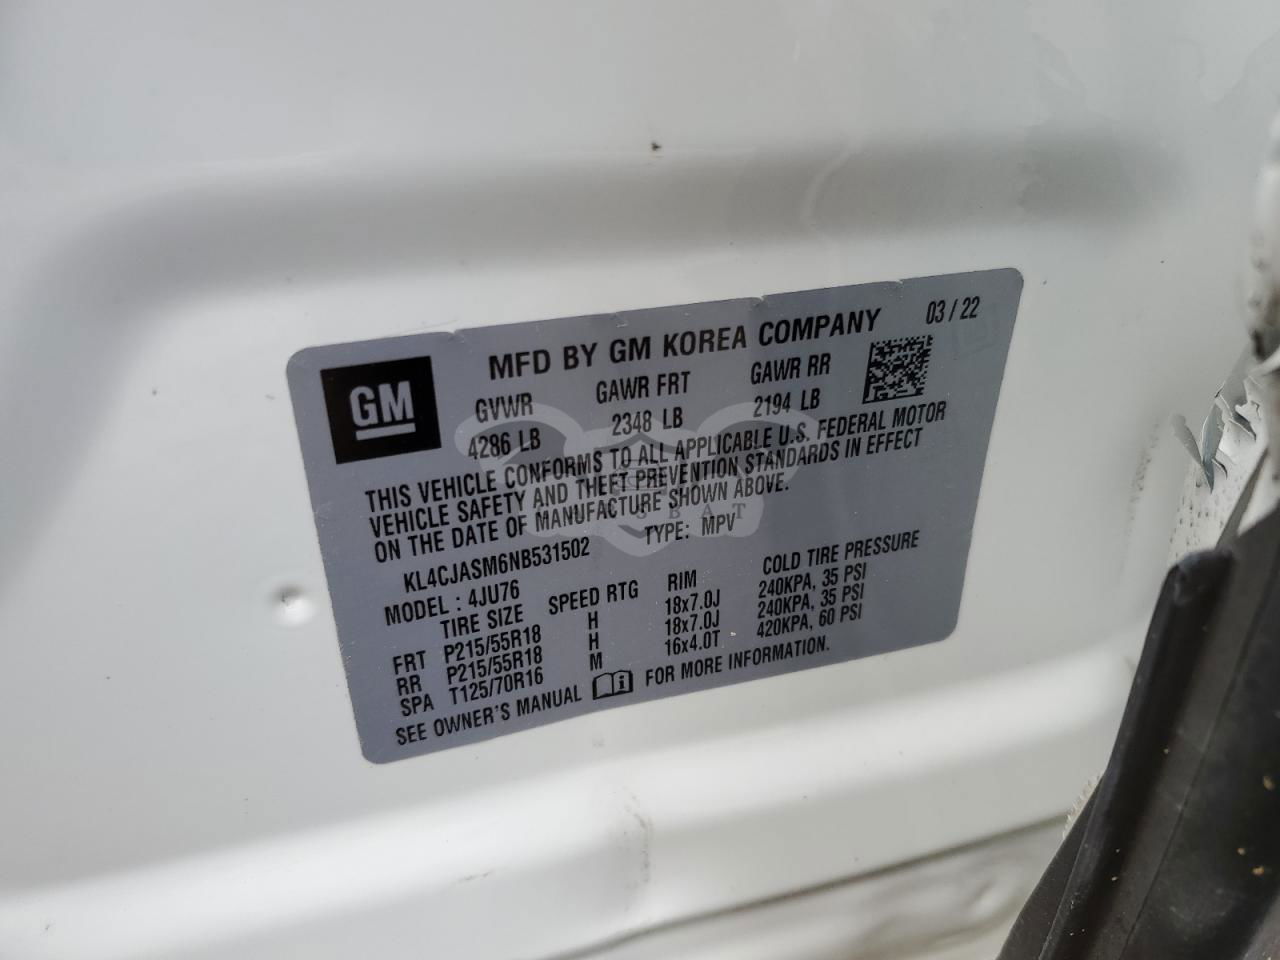 MFD BY GM KOREA COMPANY 03 / 22
GM
GVWR GAWR FRT GAWR RR
4286 LB 2348 LB 2194 LB
THIS VEHICLE CONFORMS TO ALL APPLICABLE U.S. FEDERAL MOTOR
VEHICLE SAFETY AND THEFT PREVENTION STANDARDS IN EFFECT
ON THE DATE OF MANUFACTURE SHOWN ABOVE.
KL4CJASM6NB531502 TYPE: MPV
MODEL : 4JU76
TIRE SIZE SPEED RTG RIM COLD TIRE PRESSURE
FRT P215/55R18 H 18x7.0J 240KPA, 35 PSI
RR P215/55R18 H 18x7.0J 240KPA, 35 PSI
SPA T125/70R16 M 16x4.0T 420KPA, 60 PSI
SEE OWNER'S MANUAL FOR MORE INFORMATION.